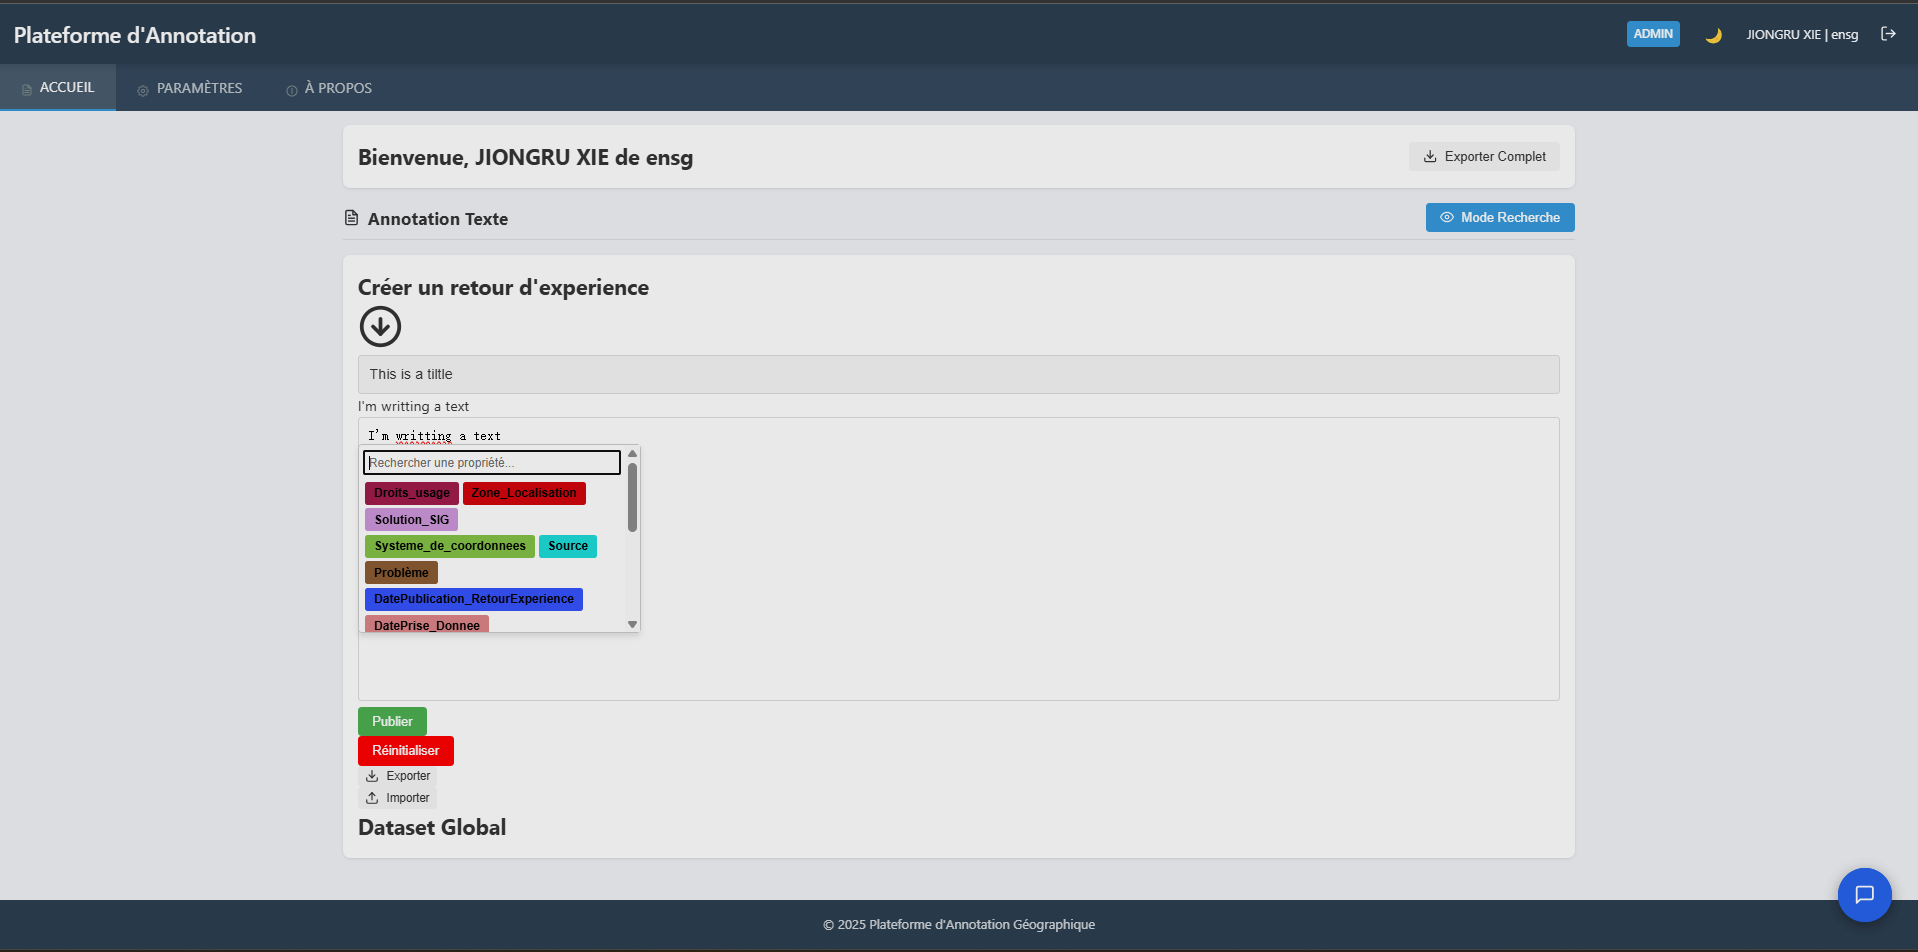 Plateforme d'Annotation
ADMIN
JIONGRU XIE | ensg
ACCUEIL
PARAMÈTRES
À PROPOS
Bienvenue, JIONGRU XIE de ensg
Exporter Complet
Annotation Texte
Mode Recherche
Créer un retour d'experience
This is a tiltle
I'm writting a text
I'm writting a text
Rechercher une propriété...
Droits_usage
Zone_Localisation
Solution_SIG
Systeme_de_coordonnees
Source
Problème
DatePublication_RetourExperience
DatePrise_Donnee
Publier
Réinitialiser
Exporter
Importer
Dataset Global
© 2025 Plateforme d'Annotation Géographique